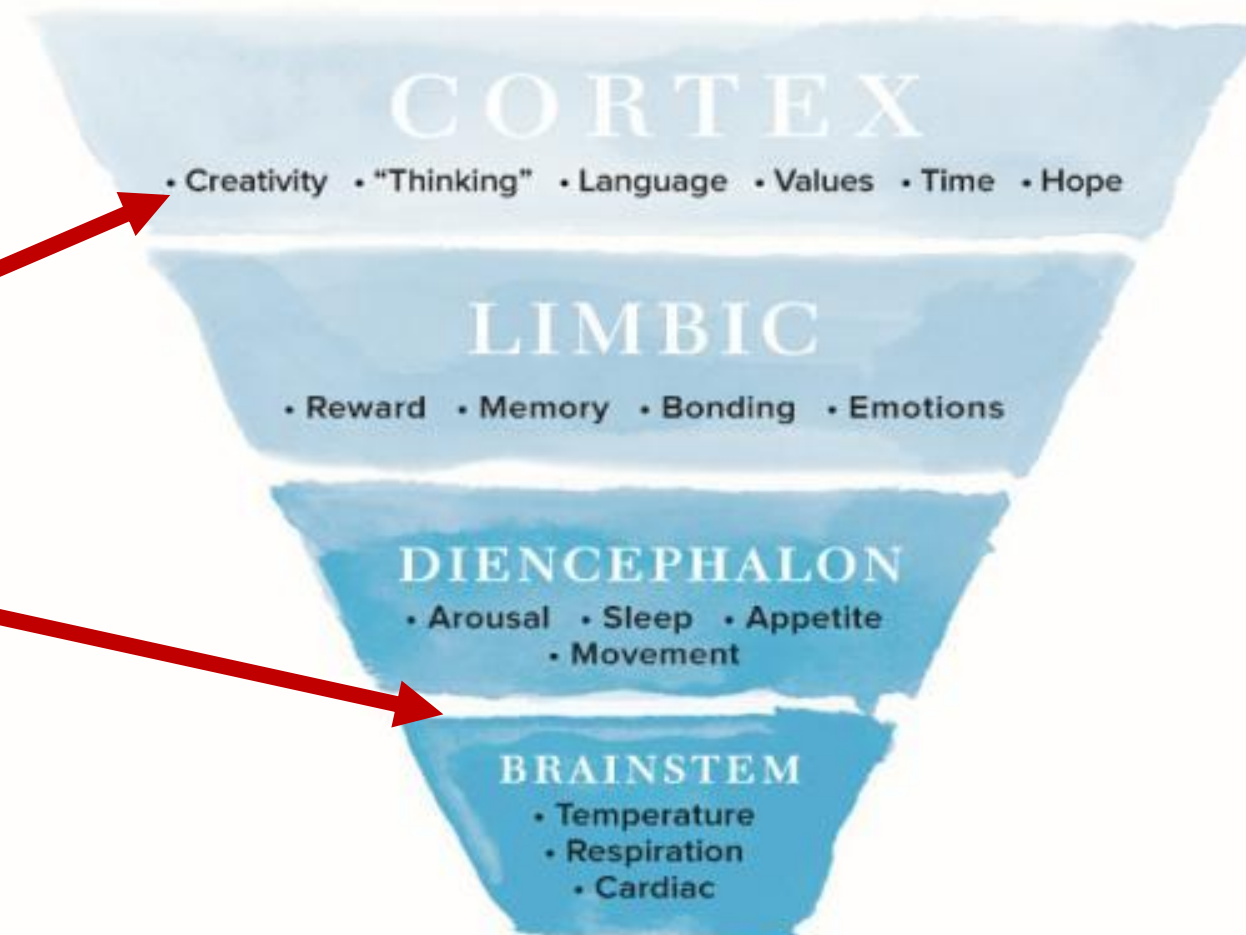 CORTEX
• Creativity • “Thinking” • Language • Values • Time • Hope
LIMBIC
• Reward • Memory • Bonding • Emotions
DIENCEPHALON
• Arousal • Sleep • Appetite
• Movement
BRAINSTEM
• Temperature
• Respiration
• Cardiac